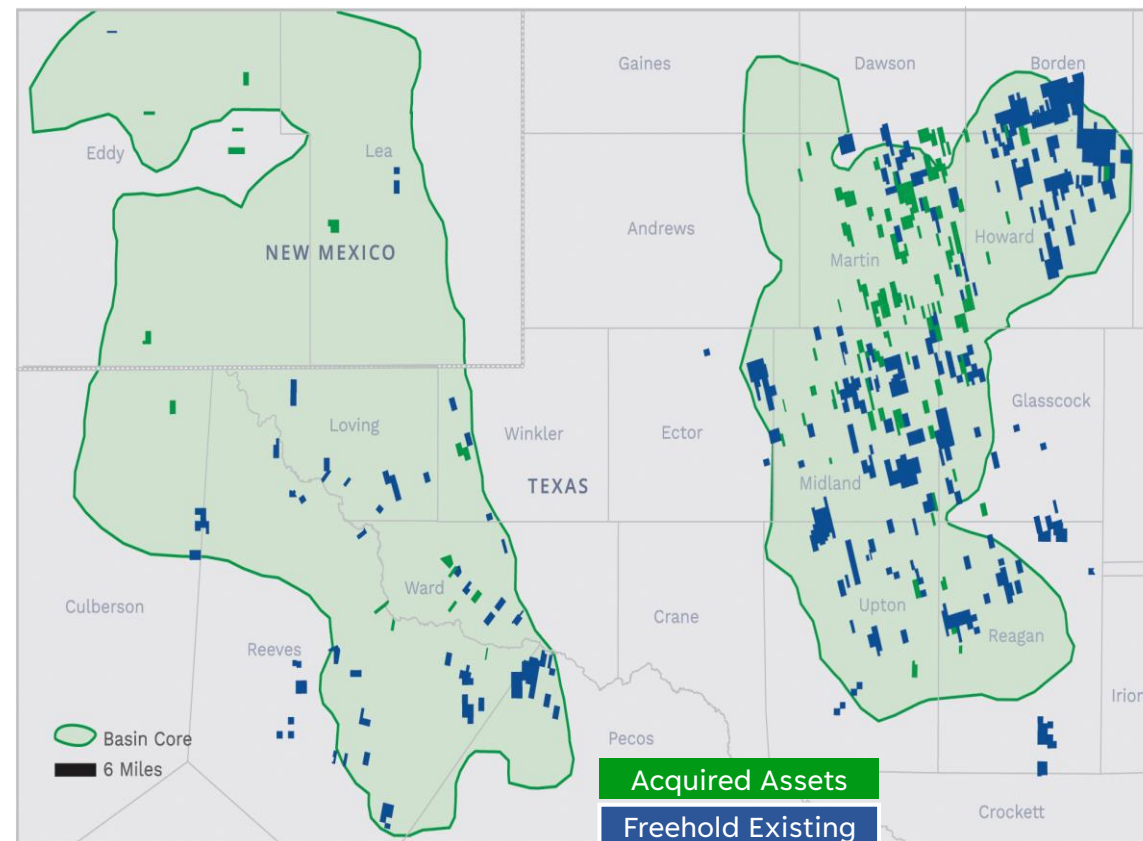 Gaines
Dawson
Borden
Eddy
Lea
Andrews
Martin
Howard
NEW MEXICO
Loving
Winkler
Ector
Glasscock
TEXAS
Midland
Ward
Culberson
Crane
Upton
Reagan
Reeves
Irion
Basin Core
6 Miles
Pecos
Acquired Assets
Crockett
Freehold Existing